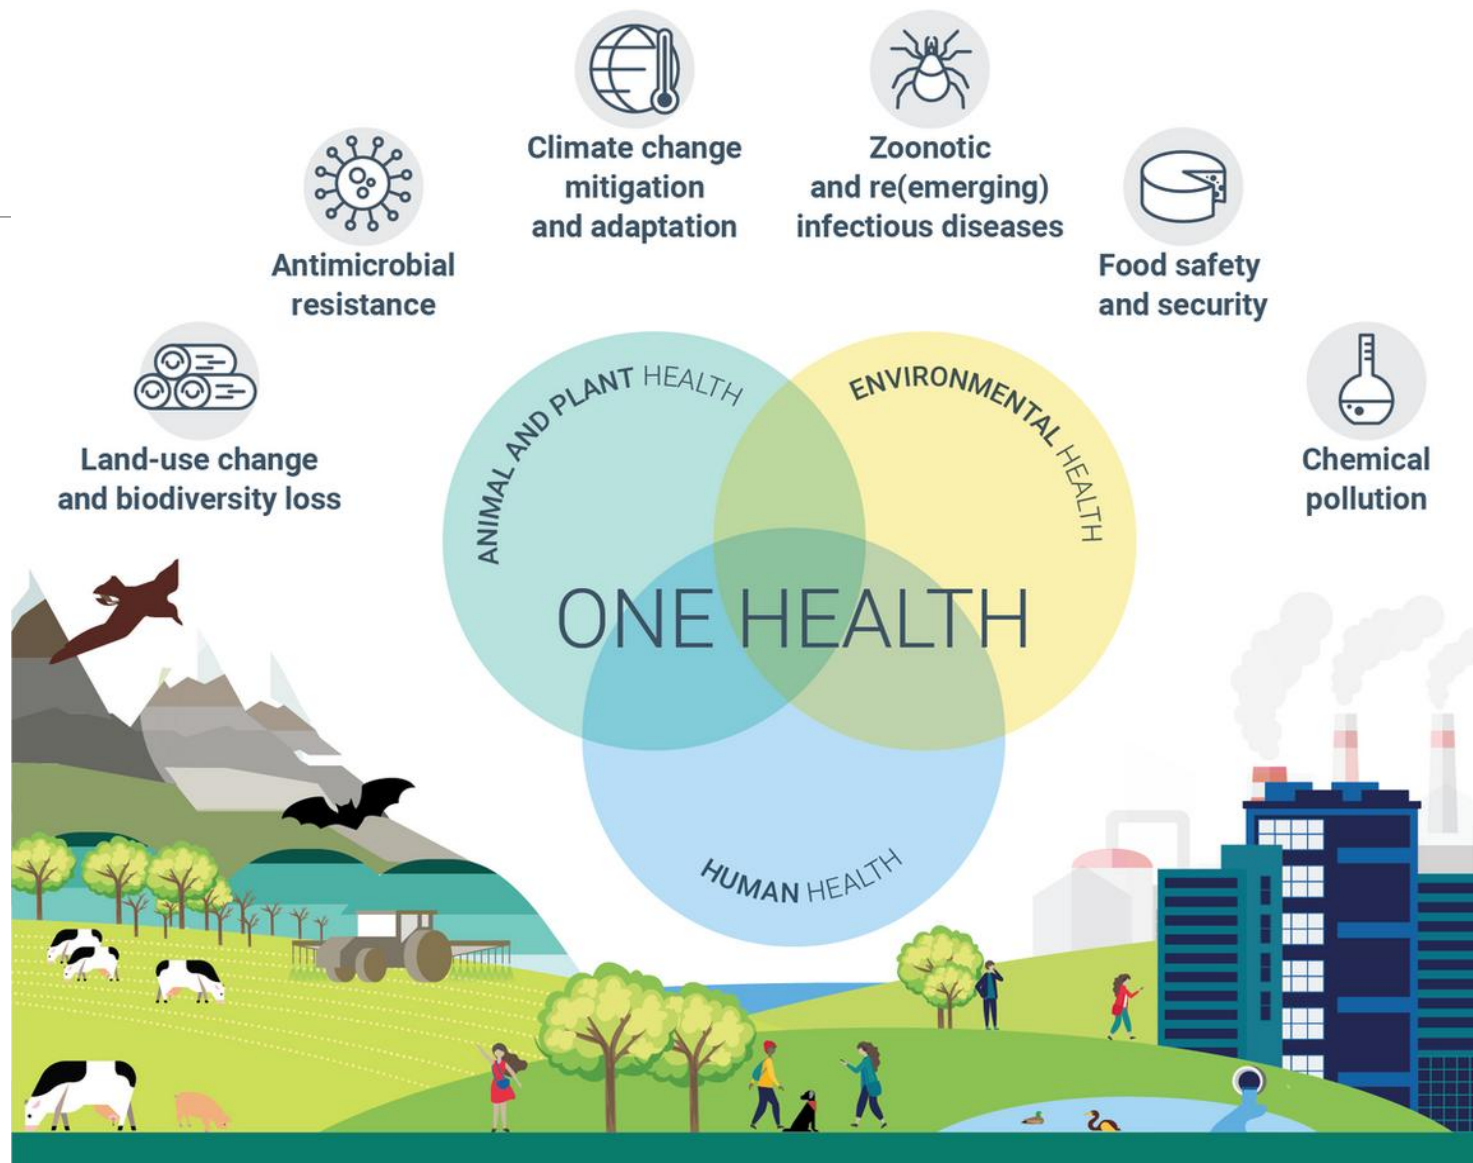 Climate change
mitigation
and adaptation
Zoonotic
and re(emerging)
infectious diseases
Antimicrobial
resistance
Food safety
and security
Land-use change
and biodiversity loss
Chemical
pollution
ANIMAL AND PLANT HEALTH
ENVIRONMENTAL HEALTH
ONE HEALTH
HUMAN HEALTH